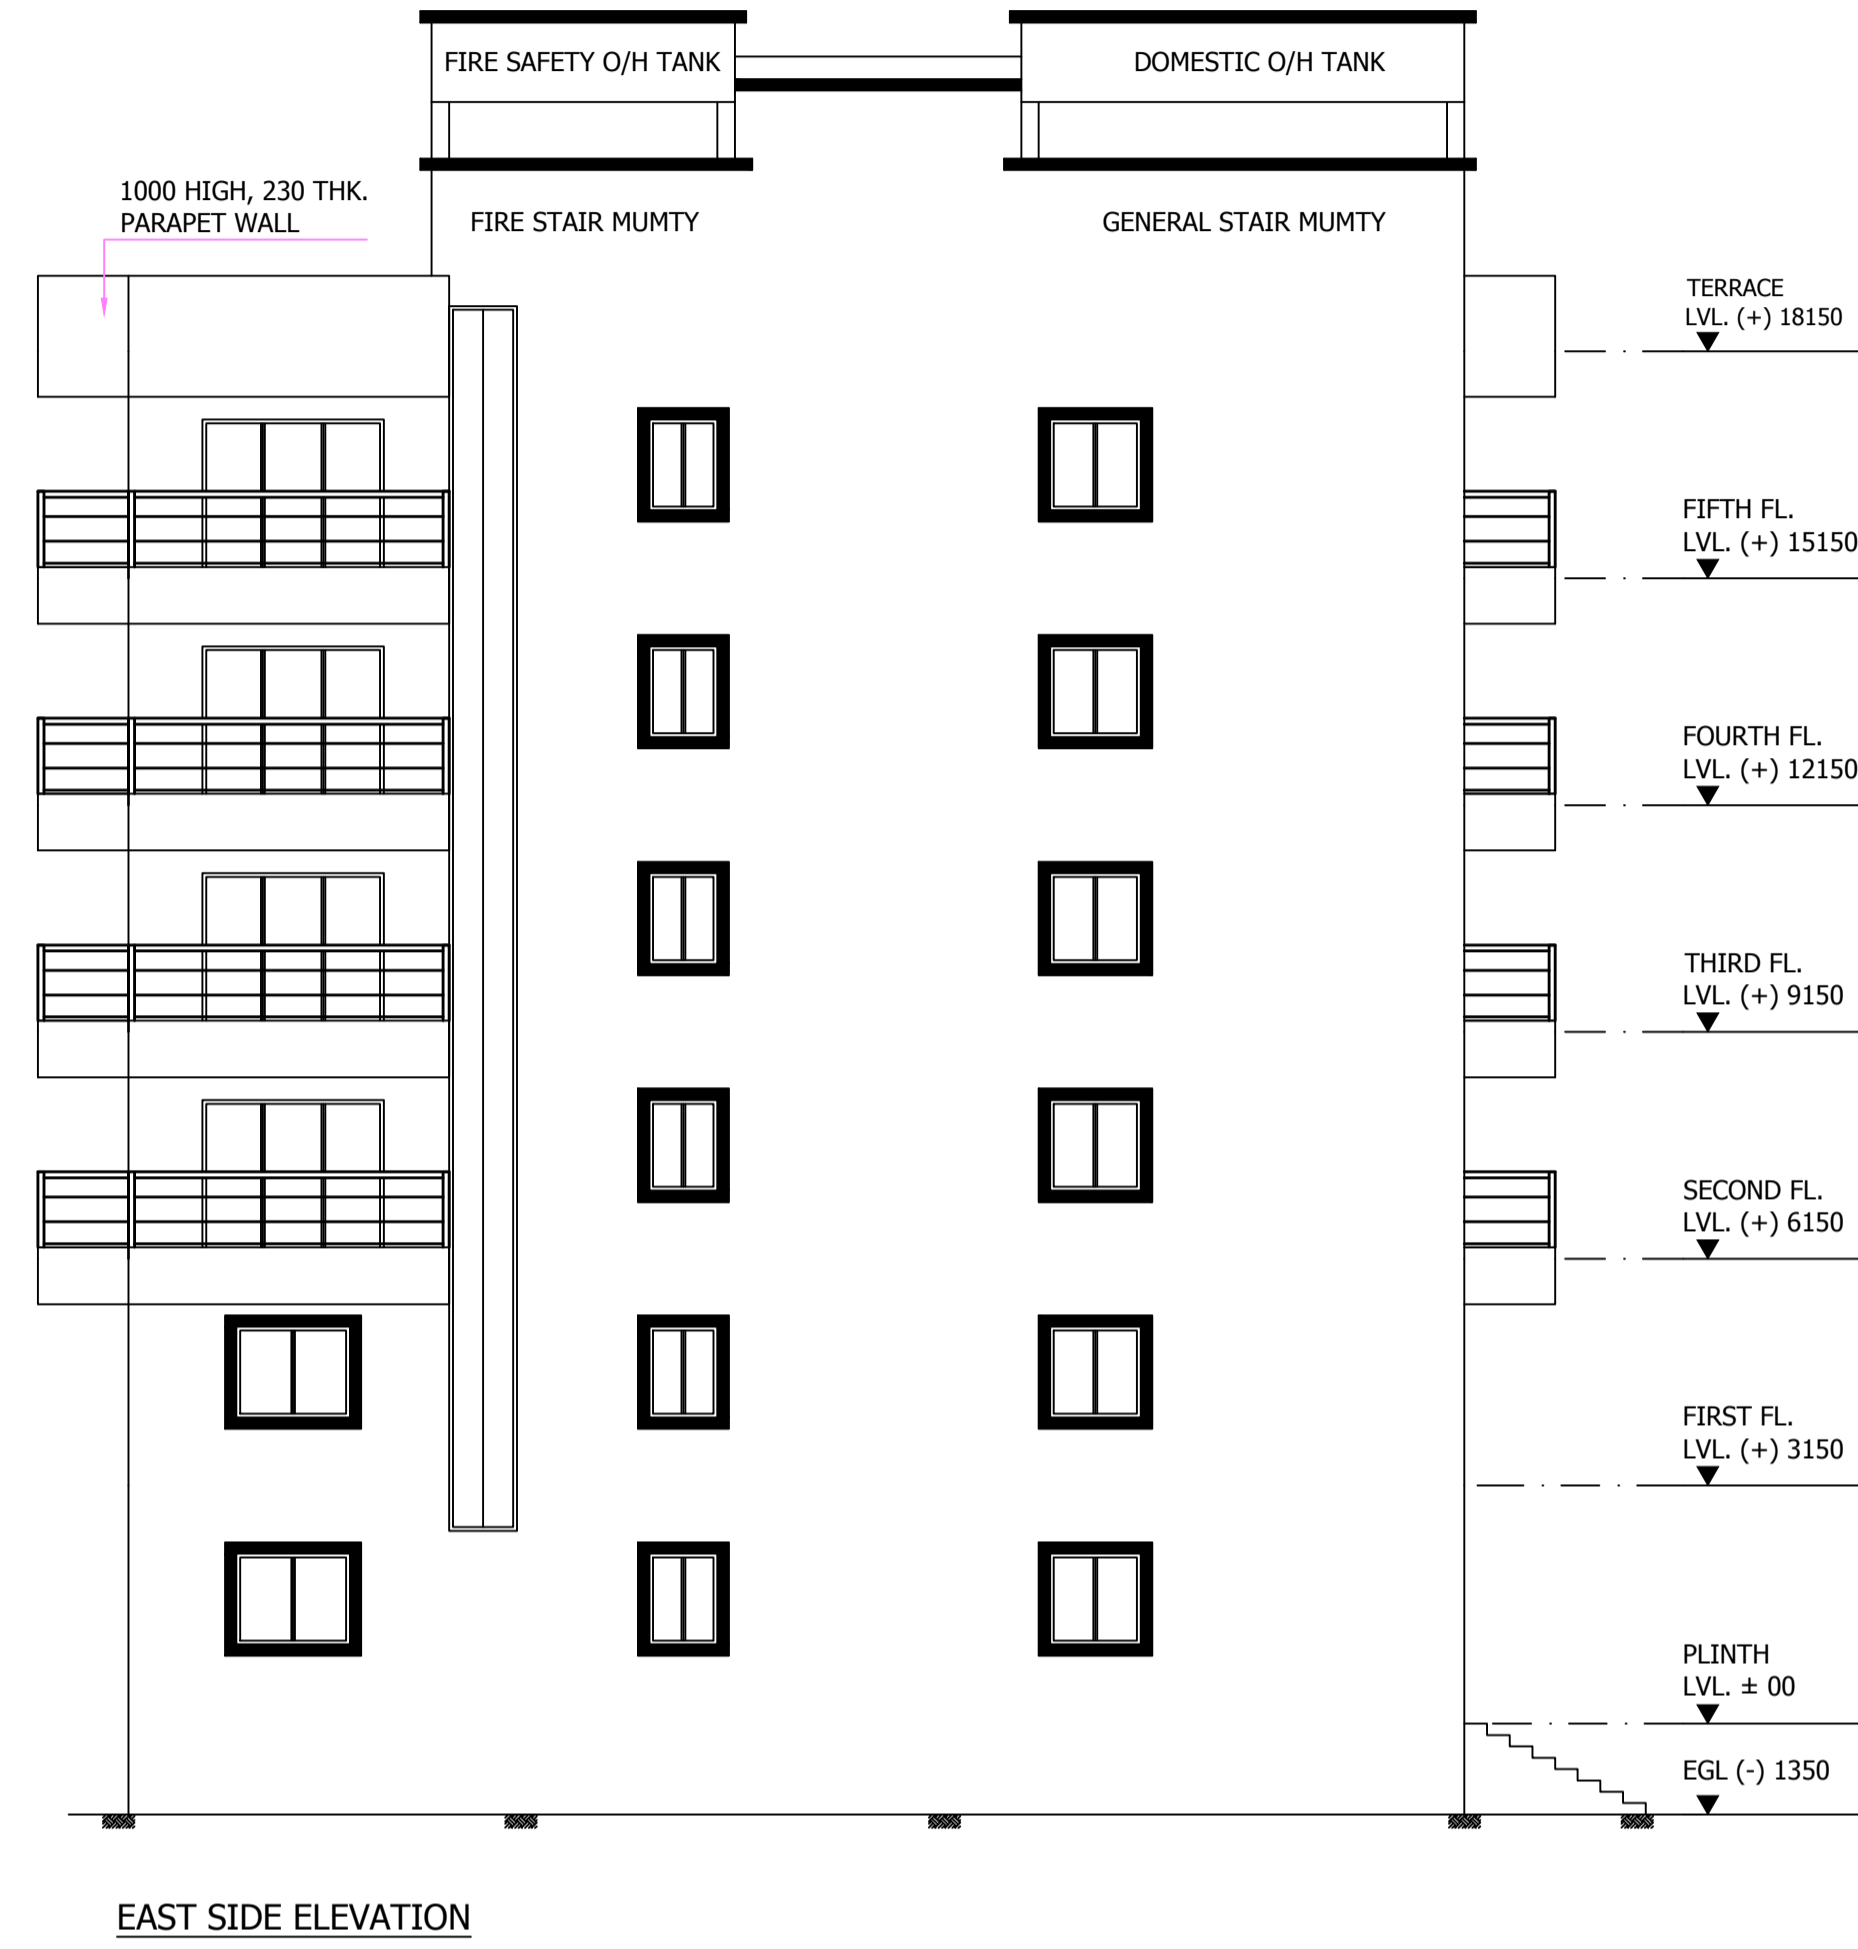 FIRE SAFETY O/H TANK
DOMESTIC O/H TANK
1000 HIGH, 230 THK.
PARAPET WALL
FIRE STAIR MUMTY
GENERAL STAIR MUMTY
TERRACE
LVL. (+) 18150
FIFTH FL.
LVL. (+) 15150
FOURTH FL.
LVL. (+) 12150
THIRD FL.
LVL. (+) 9150
SECOND FL.
LVL. (+) 6150
FIRST FL.
LVL. (+) 3150
PLINTH
LVL. ± 00
EGL (-) 1350
EAST SIDE ELEVATION